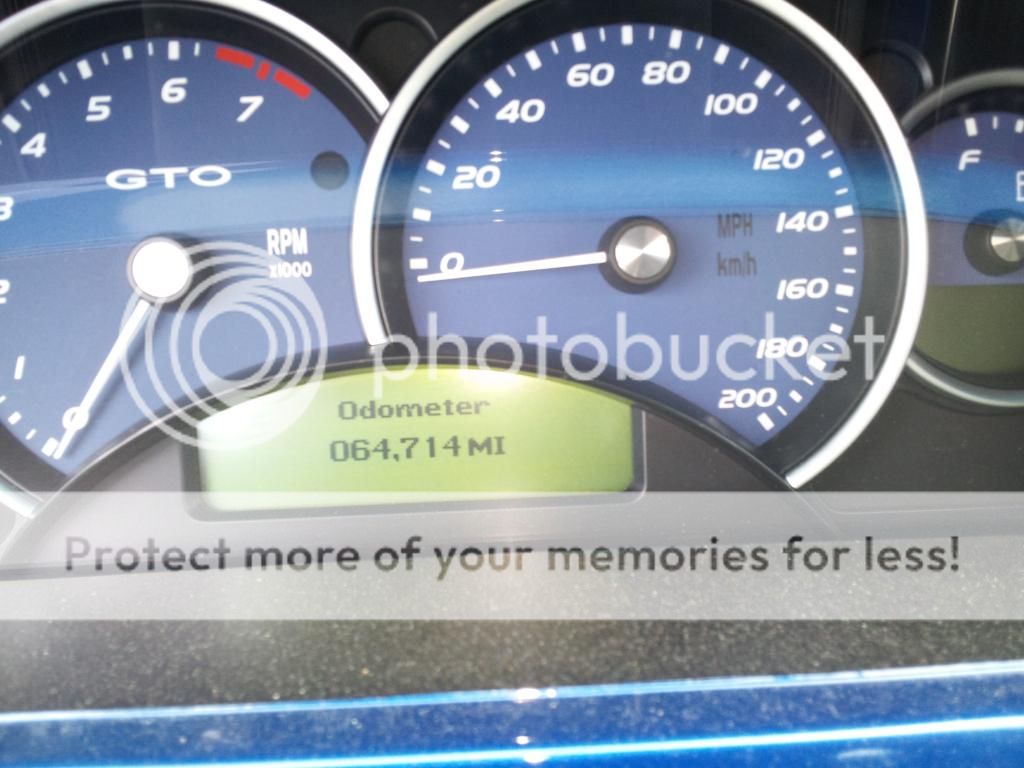 5 6 7
4
3
2
1
0
GTO
RPM
x1000
0 20 40 60 80 100 120 140 160 180 200
MPH
km/h
F
E
photobucket
Odometer
064,714 MI
Protect more of your memories for less!